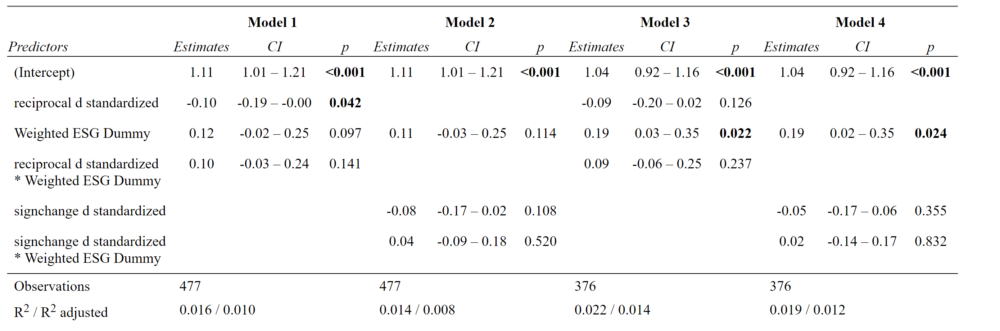 Model 1 Model 2 Model 3 Model 4
Predictors Estimates CI p Estimates CI p Estimates CI p Estimates CI p
(Intercept) 1.11 1.01 – 1.21 <0.001 1.11 1.01 – 1.21 <0.001 1.04 0.92 – 1.16 <0.001 1.04 0.92 – 1.16 <0.001
reciprocal d standardized -0.10 -0.19 – -0.00 0.042 -0.09 -0.20 – 0.02 0.126
Weighted ESG Dummy 0.12 -0.02 – 0.25 0.097 0.11 -0.03 – 0.25 0.114 0.19 0.03 – 0.35 0.022 0.19 0.02 – 0.35 0.024
reciprocal d standardized 0.10 -0.03 – 0.24 0.141 0.09 -0.06 – 0.25 0.237
* Weighted ESG Dummy
signchange d standardized -0.08 -0.17 – 0.02 0.108 -0.05 -0.17 – 0.06 0.355
signchange d standardized 0.04 -0.09 – 0.18 0.520 0.02 -0.14 – 0.17 0.832
* Weighted ESG Dummy
Observations 477 477 376 376
R² / R² adjusted 0.016 / 0.010 0.014 / 0.008 0.022 / 0.014 0.019 / 0.012